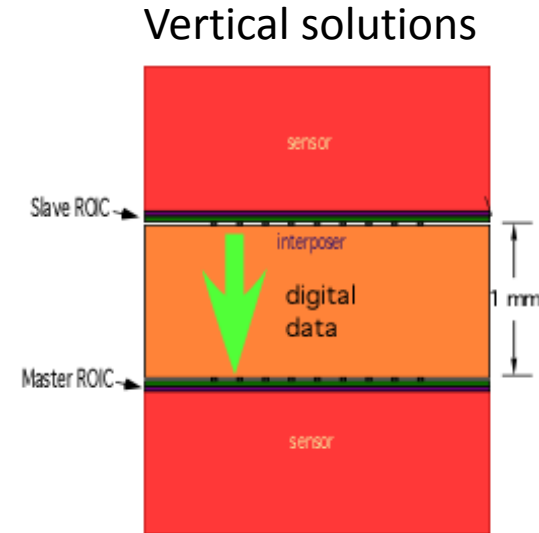 Vertical solutions
sensor
Slave ROIC
interposer
digital
data
1 mm
Master ROIC
sensor